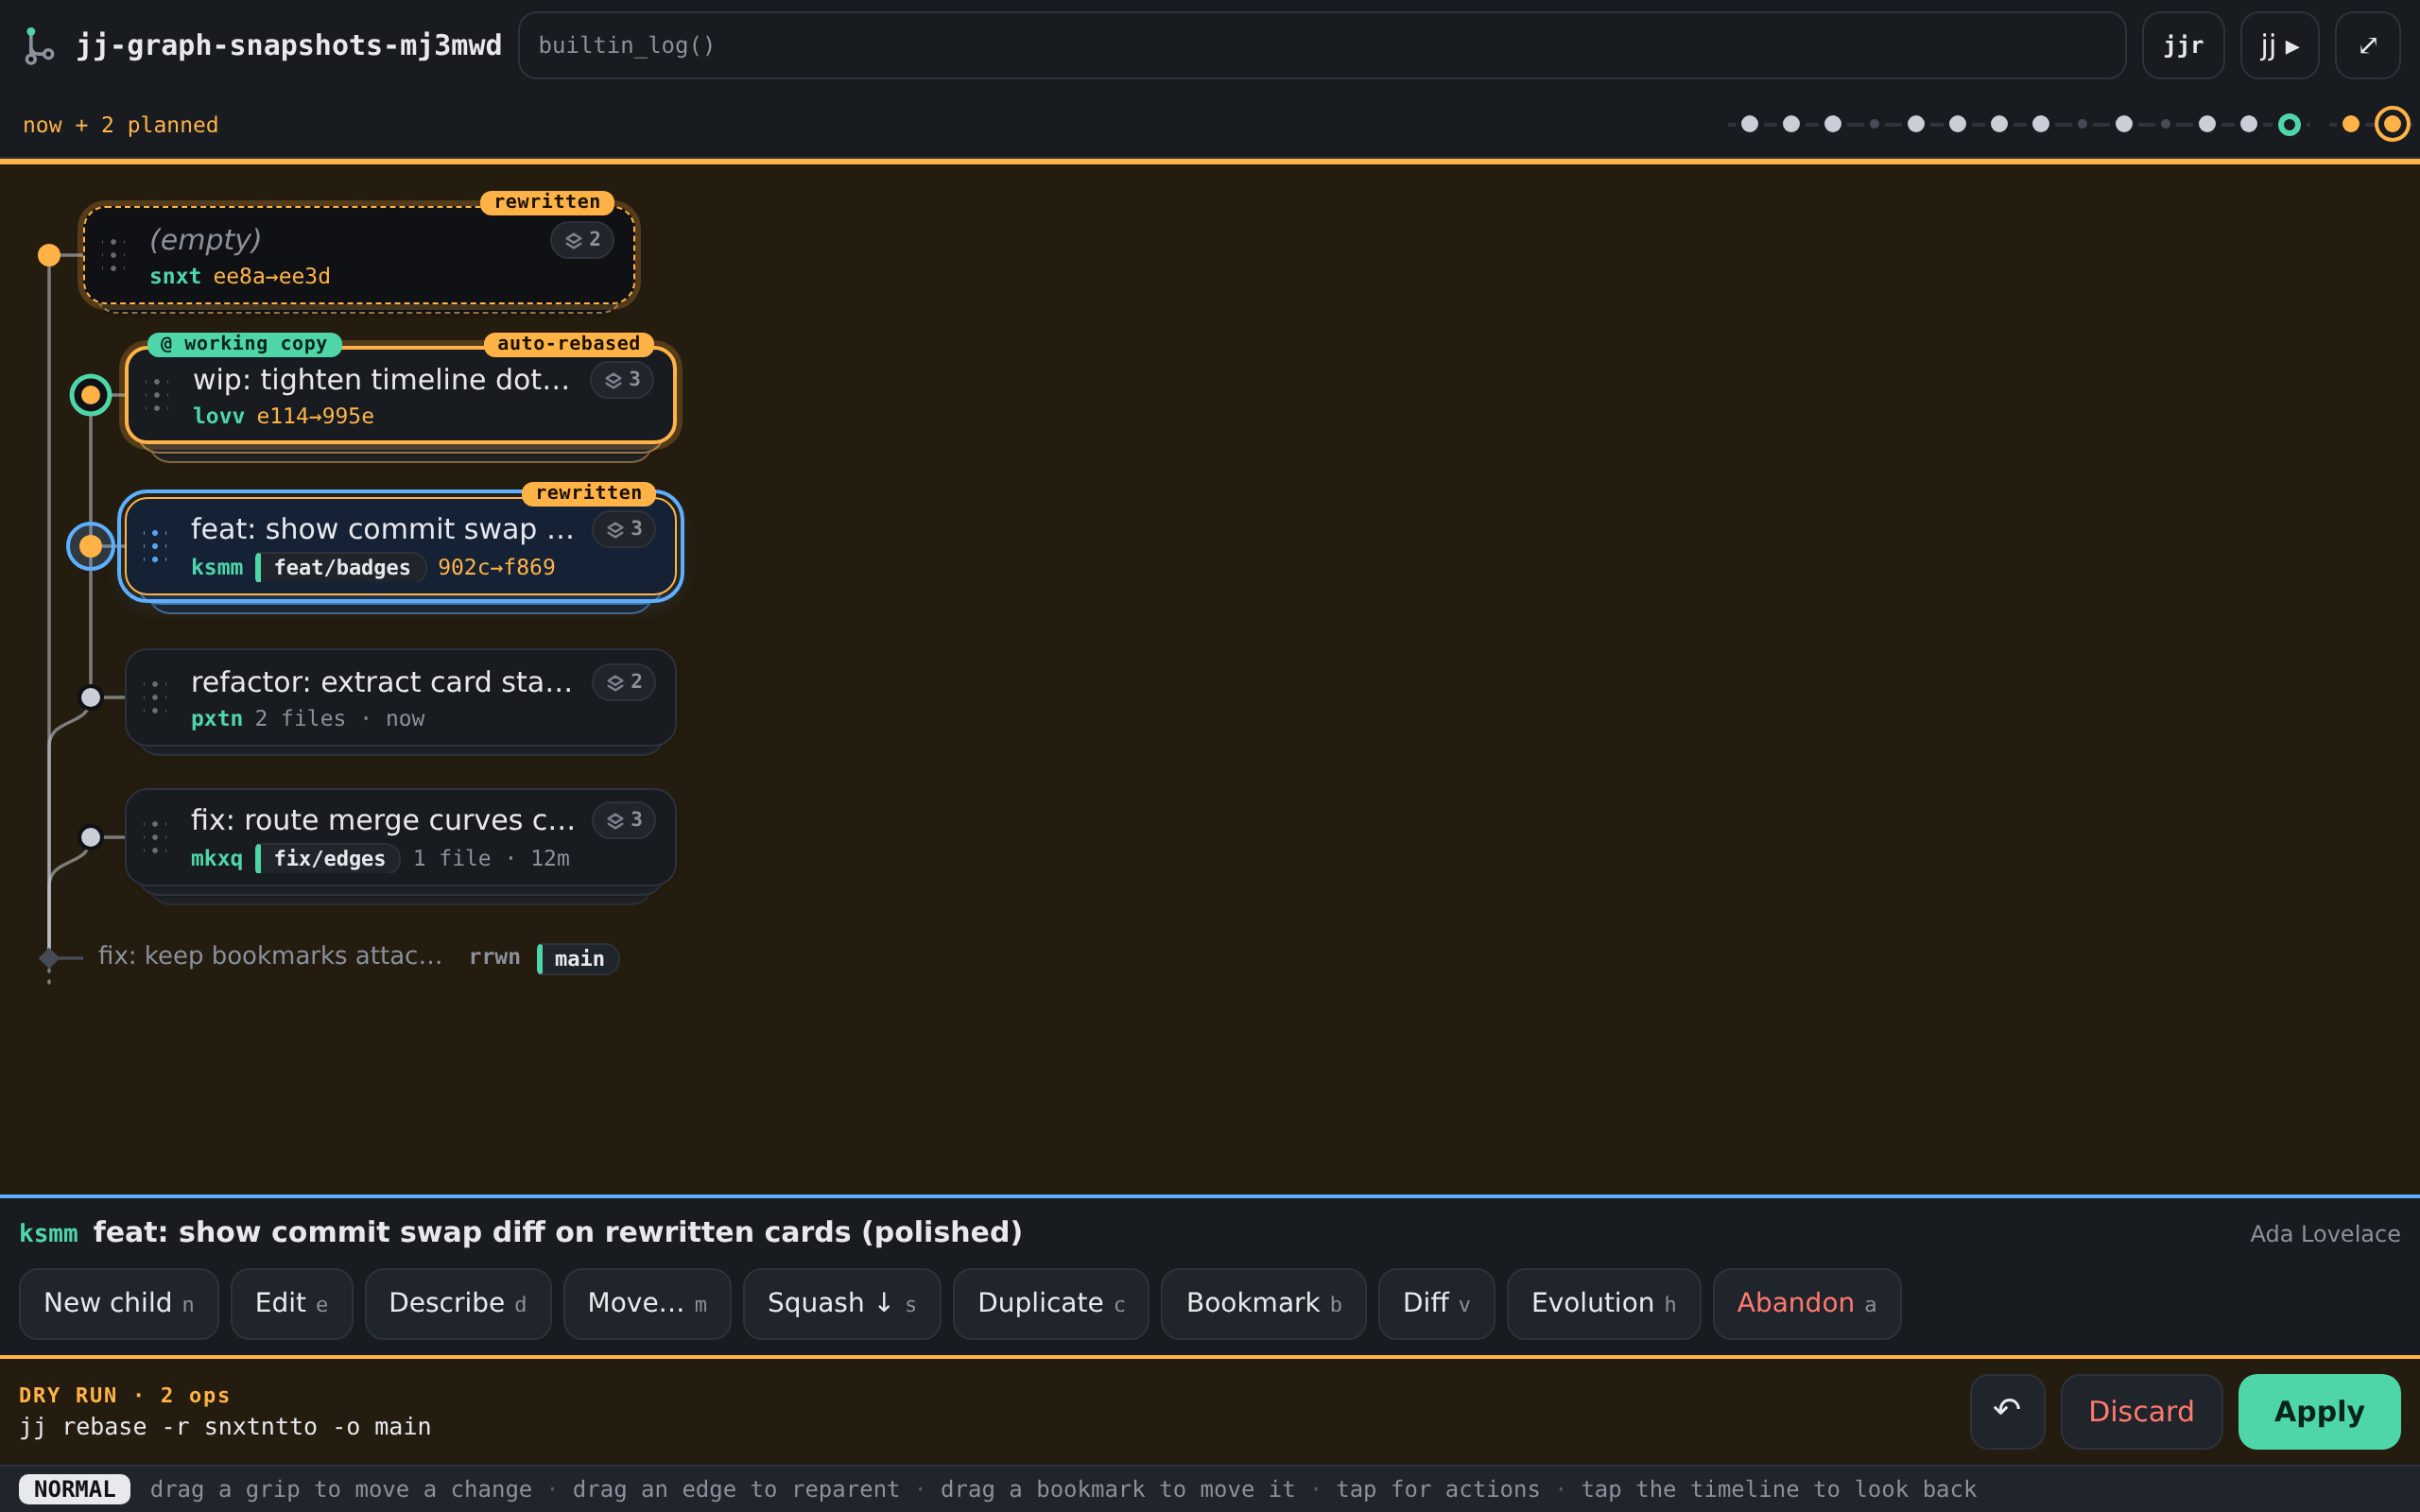 jj-graph-snapshots-mj3mwd builtin_log() jjr jj ▶ ⤢
now + 2 planned
rewritten
(empty) 2
snxt ee8a→ee3d
@ working copy auto-rebased
wip: tighten timeline dot… 3
lovv e114→995e
rewritten
feat: show commit swap … 3
ksmm feat/badges 902c→f869
refactor: extract card sta… 2
pxtn 2 files · now
fix: route merge curves c… 3
mkxq fix/edges 1 file · 12m
fix: keep bookmarks attac… rrwn main
ksmm feat: show commit swap diff on rewritten cards (polished) Ada Lovelace
New child n Edit e Describe d Move… m Squash ↓ s Duplicate c Bookmark b Diff v Evolution h Abandon a
DRY RUN · 2 ops
jj rebase -r snxtntto -o main
↶ Discard Apply
NORMAL drag a grip to move a change · drag an edge to reparent · drag a bookmark to move it · tap for actions · tap the timeline to look back